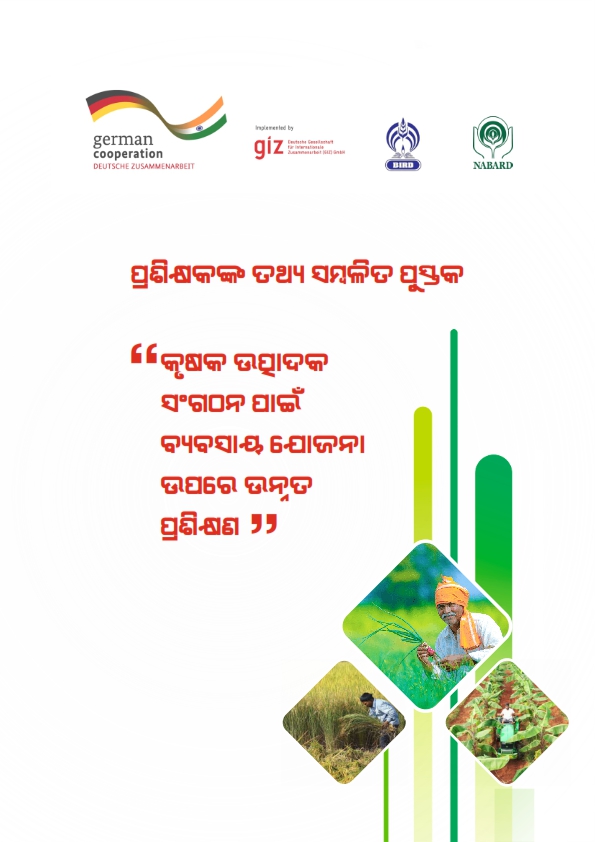 german
cooperation
DEUTSCHE ZUSAMMENARBEIT
Implemented by
giz
Deutsche Gesellschaft
für Internationale
Zusammenarbeit (GIZ) GmbH
BIRD
NABARD
ପ୍ରଶିକ୍ଷକଙ୍କ ତଥ୍ୟ ସମ୍ବଳିତ ପୁସ୍ତକ
“କୃଷକ ଉତ୍ପାଦକ
ସଂଗଠନ ପାଇଁ
ବ୍ୟବସାୟ ଯୋଜନା
ଉପରେ ଉନ୍ନତ
ପ୍ରଶିକ୍ଷଣ ”